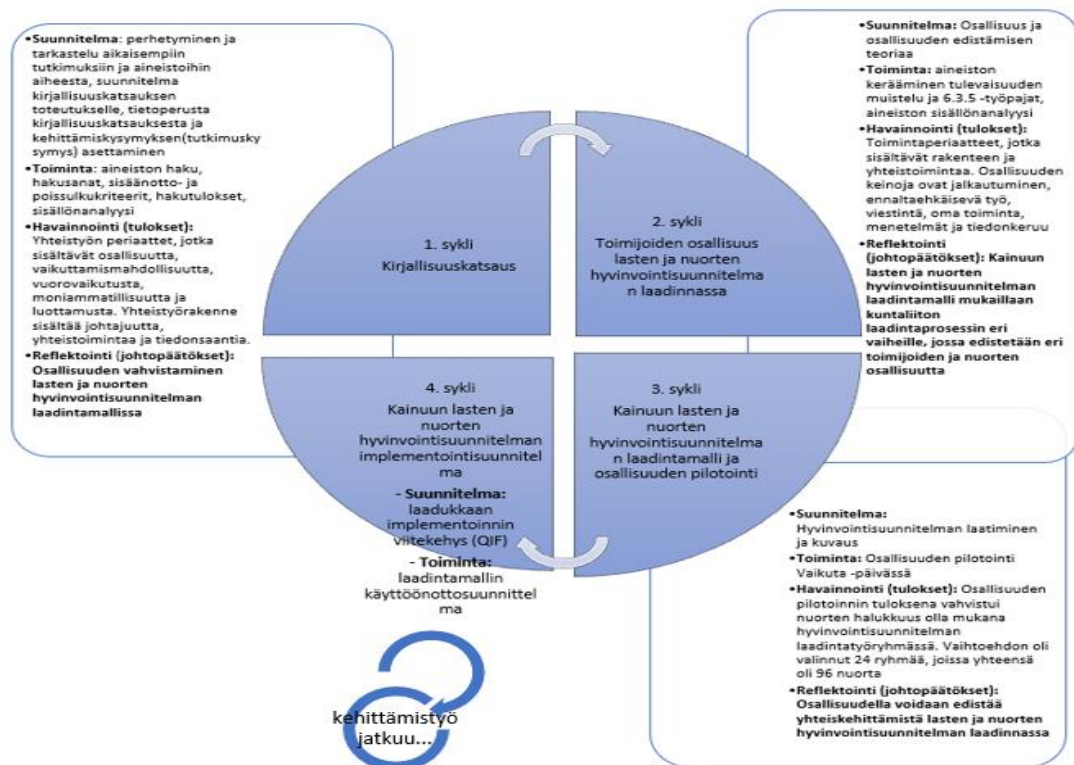 •Suunnitelma: perhetyminen ja
tarkastelu aikaisempiin
tutkimuksiin ja aineistoihin
aiheesta, suunnitelma
kirjallisuuskatsauksen
toteutukselle, tietoperusta
kirjallisuuskatsauksesta ja
kehittämiskysymyksen(tutkimusky
symys) asettaminen
•Toiminta: aineiston haku,
hakusanat, sisäänotto- ja
poissulkukriteerit, hakutulokset,
sisällönanalyysi
•Havainnointi (tulokset):
Yhteistyön periaattet, jotka
sisältävät osallisuutta,
vaikuttamismahdollisuutta,
vuorovaikutusta,
moniammatillisuutta ja
luottamusta. Yhteistyörakenne
sisältää johtajuutta,
yhteistoimintaa ja tiedonsaantia.
•Reflektointi (johtopäätökset):
Osallisuuden vahvistaminen
lasten ja nuorten
hyvinvointisuunnitelman
laadintamallissa
1. sykli
Kirjallisuuskatsaus
2. sykli
Toimijoiden osallisuus
lasten ja nuorten
hyvinvointisuunnitelma
n laadinnassa
•Suunnitelma: Osallisuus ja
osallisuuden edistämisen
teoriaa
•Toiminta: aineiston
kerääminen tulevaisuuden
muistelu ja 6.3.5 -työpajat,
aineiston sisällönanalyysi
•Havainnointi (tulokset):
Toimintaperiaatteet, jotka
sisältävät rakenteen ja
yhteistoimintaa. Osallisuuden
keinoja ovat jalkautuminen,
ennaltaehkäisevä työ,
viestintä, oma toiminta,
menetelmät ja tiedonkeruu
•Reflektointi
(johtopäätökset): Kainuun
lasten ja nuorten
hyvinvointisuunnitelman
laadintamalli mukaillaan
kuntaliiton
laadintaprosessin eri
vaiheille, jossa edistetään eri
toimijoiden ja nuorten
osallisuutta
4. sykli
Kainuun lasten ja
nuorten
hyvinvointisuunnitelman
implementointisuunnitel
ma
- Suunnitelma:
laadukkaan
implementoinnin
viitekehys (QIF)
- Toiminta:
laadintamallin
käyttöönottosuunnittel
ma
3. sykli
Kainuun lasten ja
nuorten
hyvinvointisuunnitelma
n laadintamalli ja
osallisuuden pilotointi
•Suunnitelma:
Hyvinvointisuunnitelman laatiminen
ja kuvaus
•Toiminta: Osallisuuden pilotointi
Vaikuta -päivässä
•Havainnointi (tulokset): Osallisuuden
pilotoinnin tuloksena vahvistui
nuorten halukkuus olla mukana
hyvinvointisuunnitelman
laadintatyöryhmässä. Vaihtoehdon oli
valinnut 24 ryhmää, joissa yhteensä
oli 96 nuorta
•Reflektointi (johtopäätökset):
Osallisuudella voidaan edistää
yhteiskehittämistä lasten ja nuorten
hyvinvointisuunnitelman laadinnassa
kehittämistyö
jatkuu...